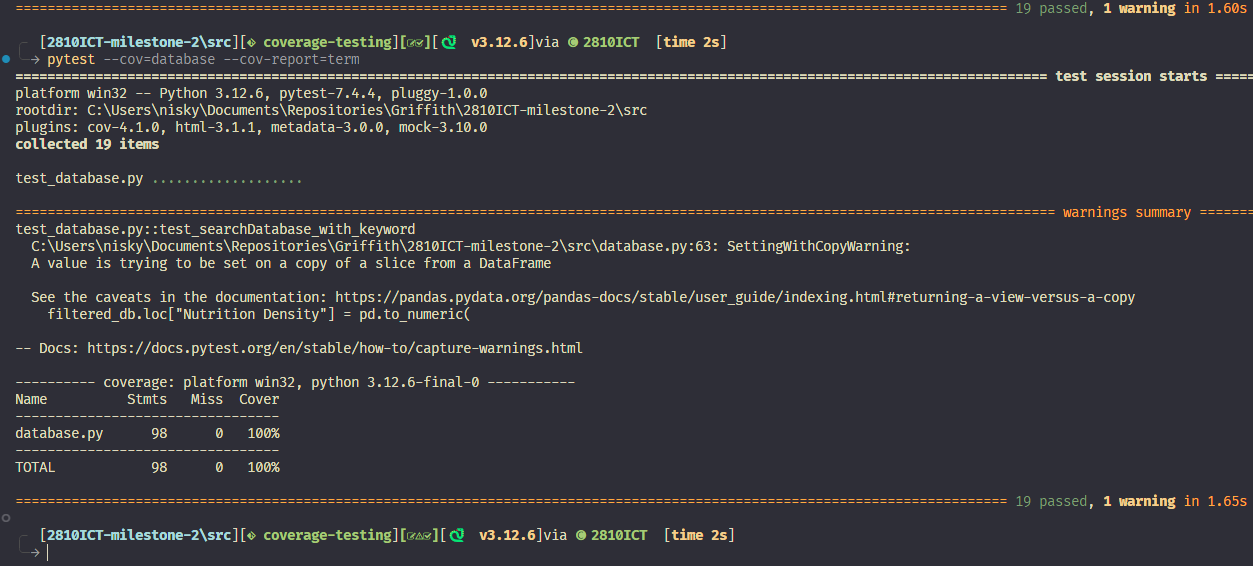 ================================================================ 19 passed, 1 warning in 1.60s
[2810ICT-milestone-2\src][ coverage-testing][][ v3.12.6]via 2810ICT [time 2s]
→ pytest --cov=database --cov-report=term
================================================================ test session starts =====
platform win32 -- Python 3.12.6, pytest-7.4.4, pluggy-1.0.0
rootdir: C:\Users\nisky\Documents\Repositories\Griffith\2810ICT-milestone-2\src
plugins: cov-4.1.0, html-3.1.1, metadata-3.0.0, mock-3.10.0
collected 19 items
test_database.py ...................
================================================================ warnings summary =======
test_database.py::test_searchDatabase_with_keyword
C:\Users\nisky\Documents\Repositories\Griffith\2810ICT-milestone-2\src\database.py:63: SettingWithCopyWarning:
A value is trying to be set on a copy of a slice from a DataFrame
See the caveats in the documentation: https://pandas.pydata.org/pandas-docs/stable/user_guide/indexing.html#returning-a-view-versus-a-copy
filtered_db.loc["Nutrition Density"] = pd.to_numeric(
-- Docs: https://docs.pytest.org/en/stable/how-to/capture-warnings.html
---------- coverage: platform win32, python 3.12.6-final-0 -----------
Name Stmts Miss Cover
---------------------------------
database.py 98 0 100%
---------------------------------
TOTAL 98 0 100%
================================================================ 19 passed, 1 warning in 1.65s
[2810ICT-milestone-2\src][ coverage-testing][][ v3.12.6]via 2810ICT [time 2s]
→